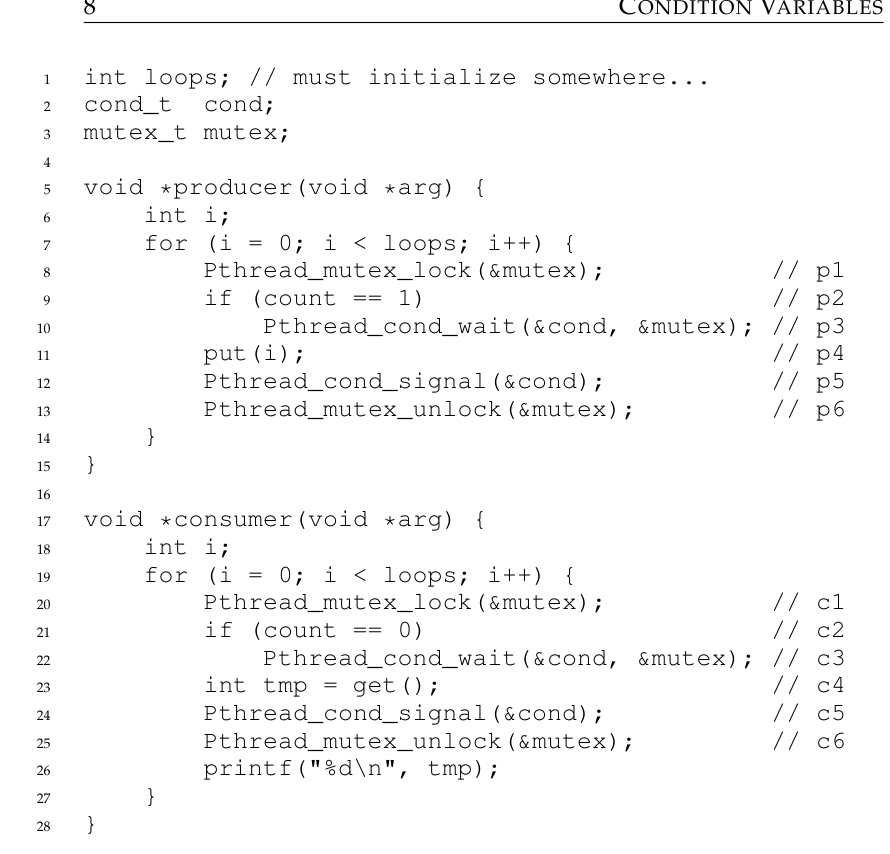 8 CONDITION VARIABLES
1 int loops; // must initialize somewhere...
2 cond_t  cond;
3 mutex_t mutex;
4
5 void *producer(void *arg) {
6     int i;
7     for (i = 0; i < loops; i++) {
8         Pthread_mutex_lock(&mutex);           // p1
9         if (count == 1)                       // p2
10             Pthread_cond_wait(&cond, &mutex); // p3
11         put(i);                               // p4
12         Pthread_cond_signal(&cond);           // p5
13         Pthread_mutex_unlock(&mutex);         // p6
14     }
15 }
16
17 void *consumer(void *arg) {
18     int i;
19     for (i = 0; i < loops; i++) {
20         Pthread_mutex_lock(&mutex);           // c1
21         if (count == 0)                       // c2
22             Pthread_cond_wait(&cond, &mutex); // c3
23         int tmp = get();                      // c4
24         Pthread_cond_signal(&cond);           // c5
25         Pthread_mutex_unlock(&mutex);         // c6
26         printf("%d\n", tmp);
27     }
28 }